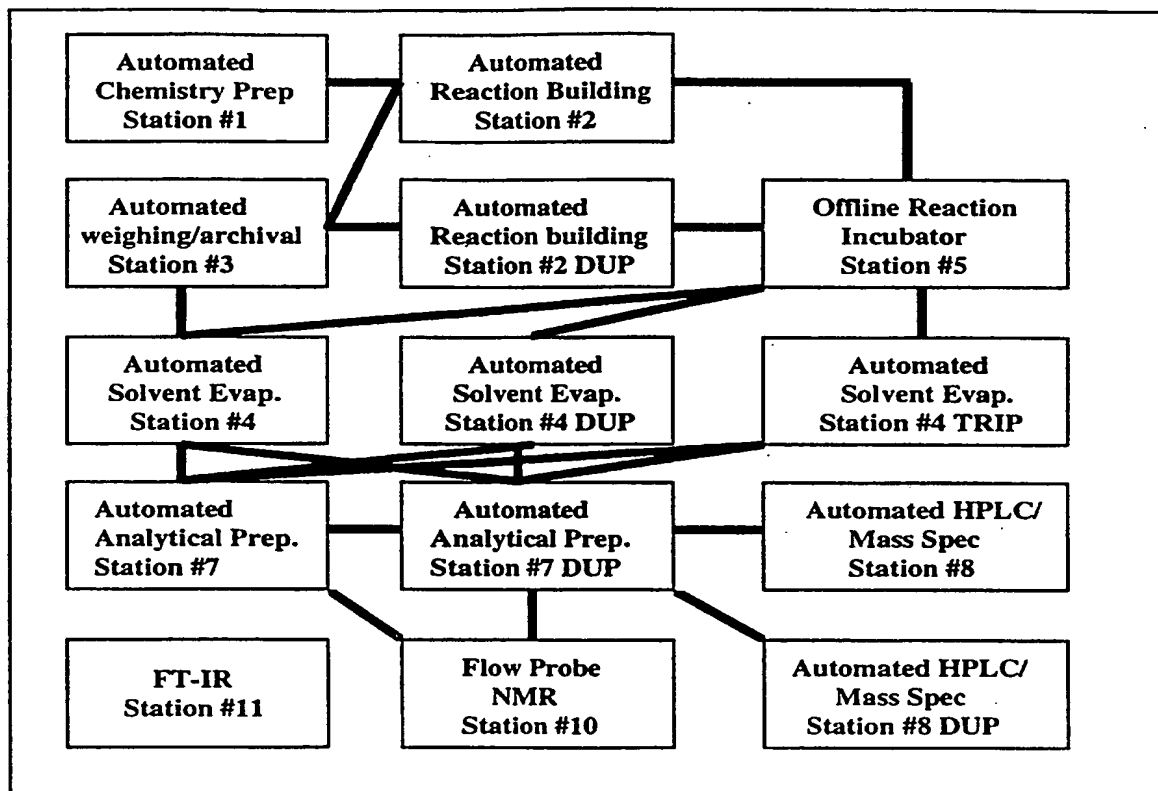 Automated
Chemistry Prep
Station #1
Automated
Reaction Building
Station #2
Automated
weighing/archival
Station #3
Automated
Reaction building
Station #2 DUP
Offline Reaction
Incubator
Station #5
Automated
Solvent Evap.
Station #4
Automated
Solvent Evap.
Station #4 DUP
Automated
Solvent Evap.
Station #4 TRIP
Automated
Analytical Prep.
Station #7
Automated
Analytical Prep.
Station #7 DUP
Automated HPLC/
Mass Spec
Station #8
FT-IR
Station #11
Flow Probe
NMR
Station #10
Automated HPLC/
Mass Spec
Station #8 DUP